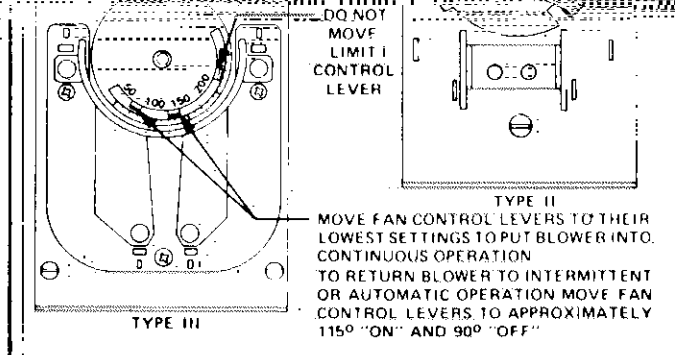 DO NOT
MOVE
LIMIT
CONTROL
LEVER
50 100 150 200
TYPE II
MOVE FAN CONTROL LEVERS TO THEIR
LOWEST SETTINGS TO PUT BLOWER INTO
CONTINUOUS OPERATION
TO RETURN BLOWER TO INTERMITTENT
OR AUTOMATIC OPERATION MOVE FAN
CONTROL LEVERS TO APPROXIMATELY
115° "ON" AND 90° "OFF"
TYPE III